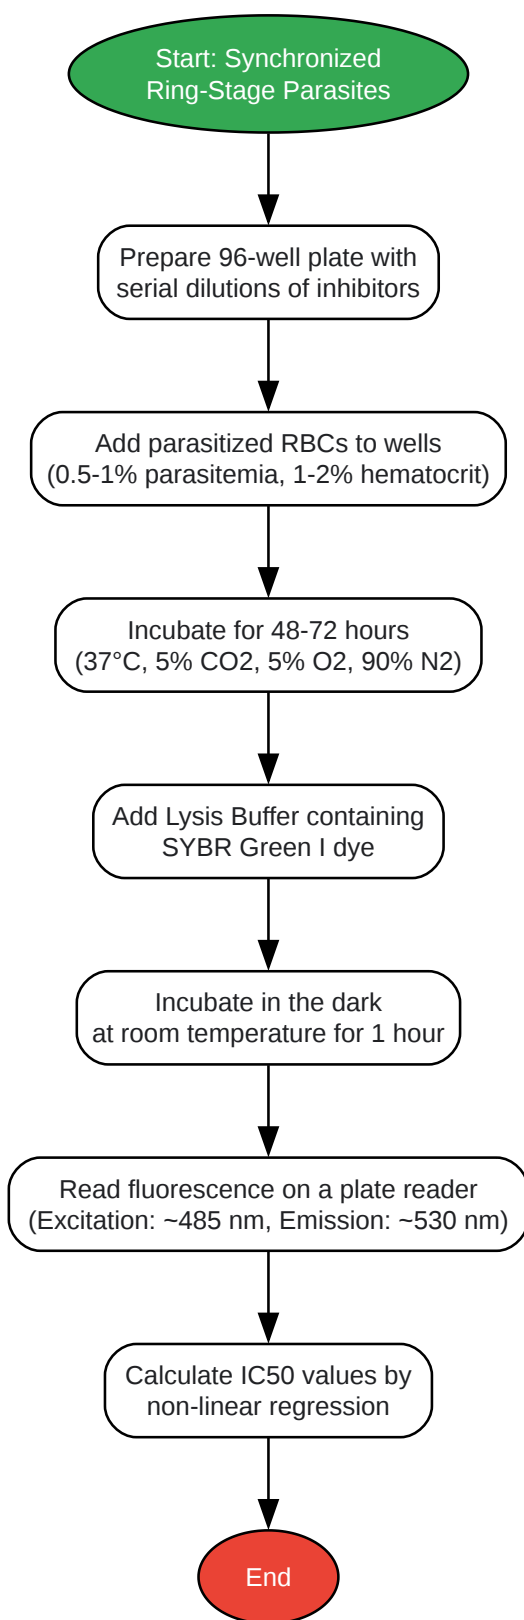 Start: Synchronized
Ring-Stage Parasites
Prepare 96-well plate with
serial dilutions of inhibitors
Add parasitized RBCs to wells
(0.5-1% parasitemia, 1-2% hematocrit)
Incubate for 48-72 hours
(37°C, 5% CO2, 5% O2, 90% N2)
Add Lysis Buffer containing
SYBR Green I dye
Incubate in the dark
at room temperature for 1 hour
Read fluorescence on a plate reader
(Excitation: ~485 nm, Emission: ~530 nm)
Calculate IC50 values by
non-linear regression
End